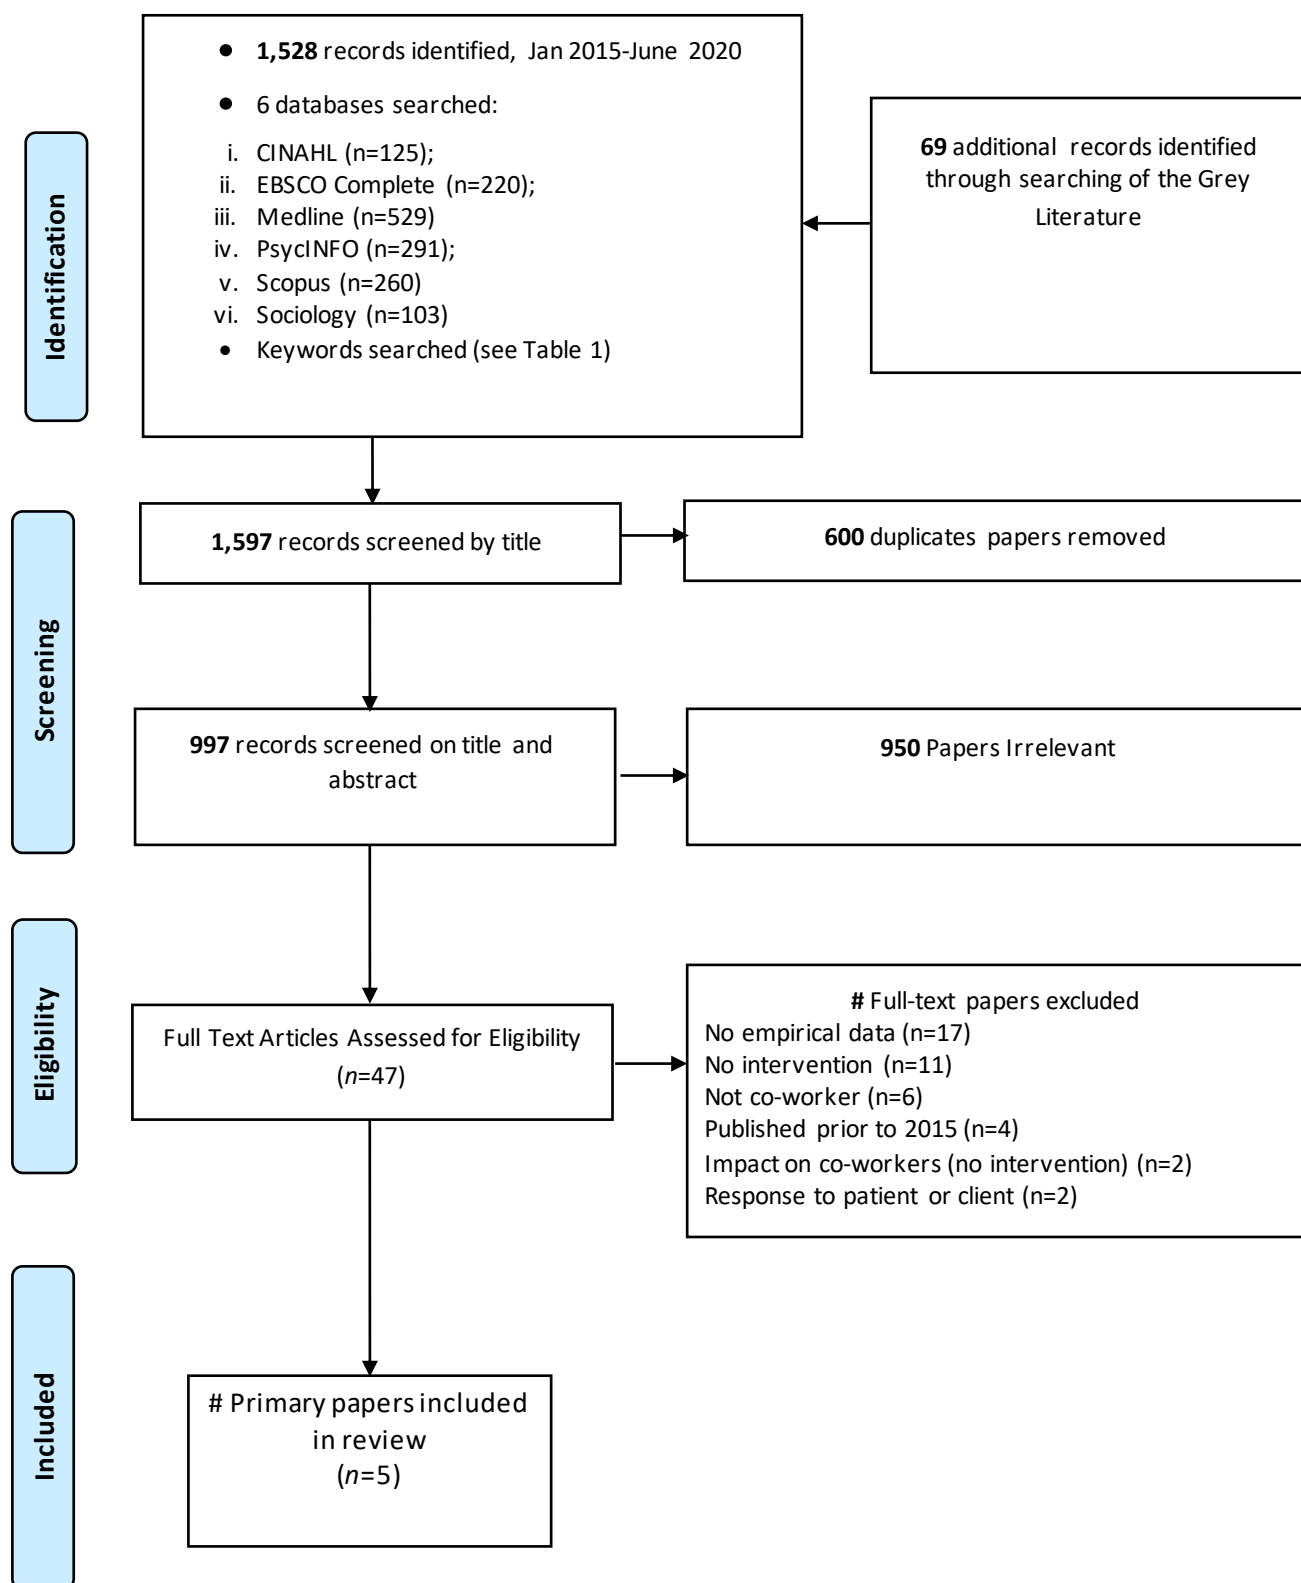 Identification
● 1,528 records identified, Jan 2015-June 2020
● 6 databases searched:
i. CINAHL (n=125);
ii. EBSCO Complete (n=220);
iii. Medline (n=529)
iv. PsycINFO (n=291);
v. Scopus (n=260)
vi. Sociology (n=103)
● Keywords searched (see Table 1)
69 additional records identified
through searching of the Grey
Literature
Screening
1,597 records screened by title
600 duplicates papers removed
997 records screened on title and
abstract
950 Papers Irrelevant
Eligibility
Full Text Articles Assessed for Eligibility
(n=47)
# Full-text papers excluded
No empirical data (n=17)
No intervention (n=11)
Not co-worker (n=6)
Published prior to 2015 (n=4)
Impact on co-workers (no intervention) (n=2)
Response to patient or client (n=2)
Included
# Primary papers included
in review
(n=5)